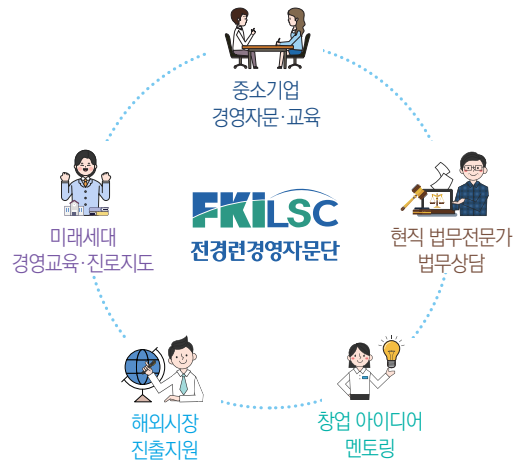 중소기업
경영자문·교육
미래세대
경영교육·진로지도
FKILSC
전경련경영자문단
현직 법무전문가
법무상담
해외시장
진출지원
창업 아이디어
멘토링